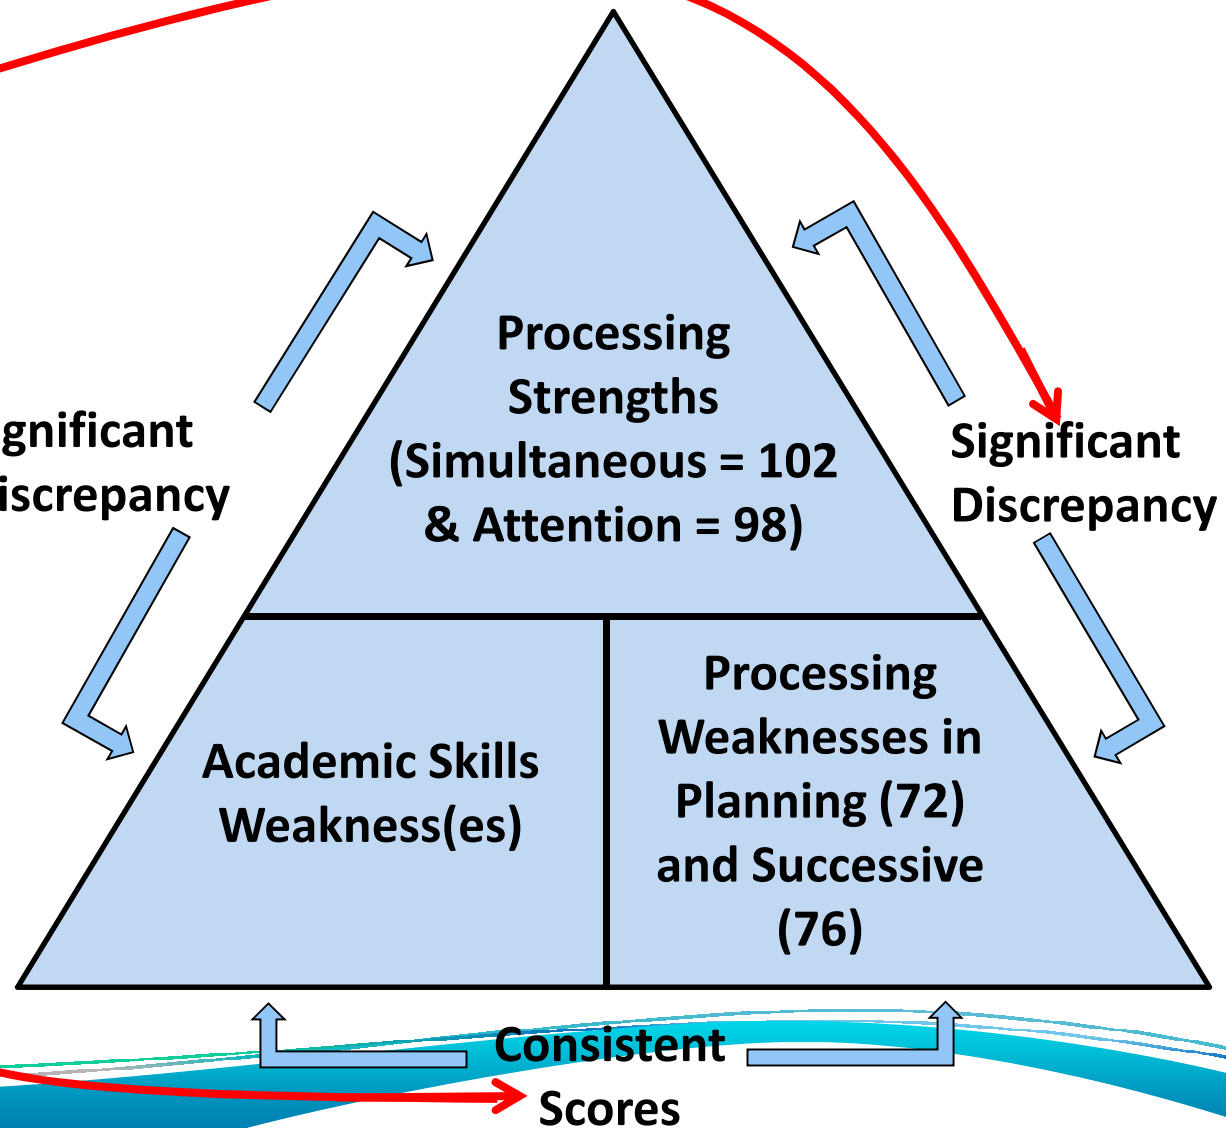 Processing
Strengths
(Simultaneous = 102
& Attention = 98)
gnificant
iscrepancy
Significant
Discrepancy
Academic Skills
Weakness(es)
Processing
Weaknesses in
Planning (72)
and Successive
(76)
Consistent
Scores